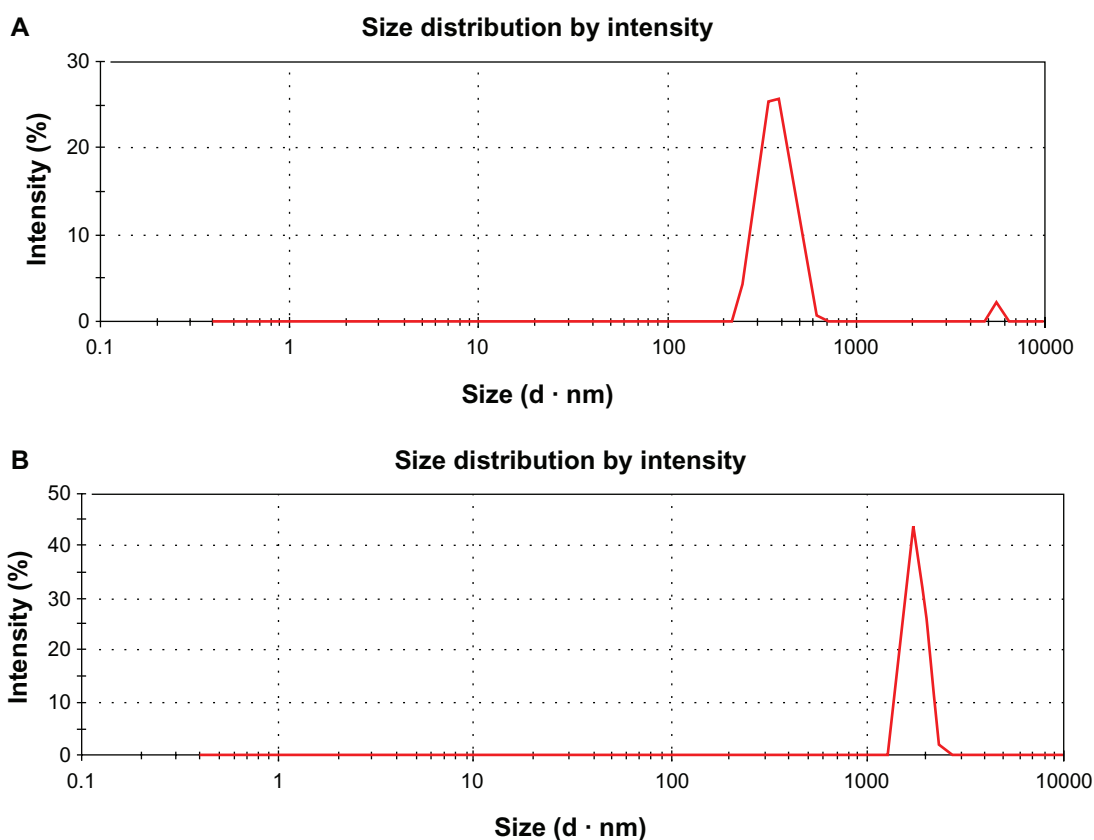 A
Size distribution by intensity
30
20
10
0
Intensity (%)
0.1 1 10 100 1000 10000
Size (d · nm)
B
Size distribution by intensity
50
40
30
20
10
0
Intensity (%)
0.1 1 10 100 1000 10000
Size (d · nm)